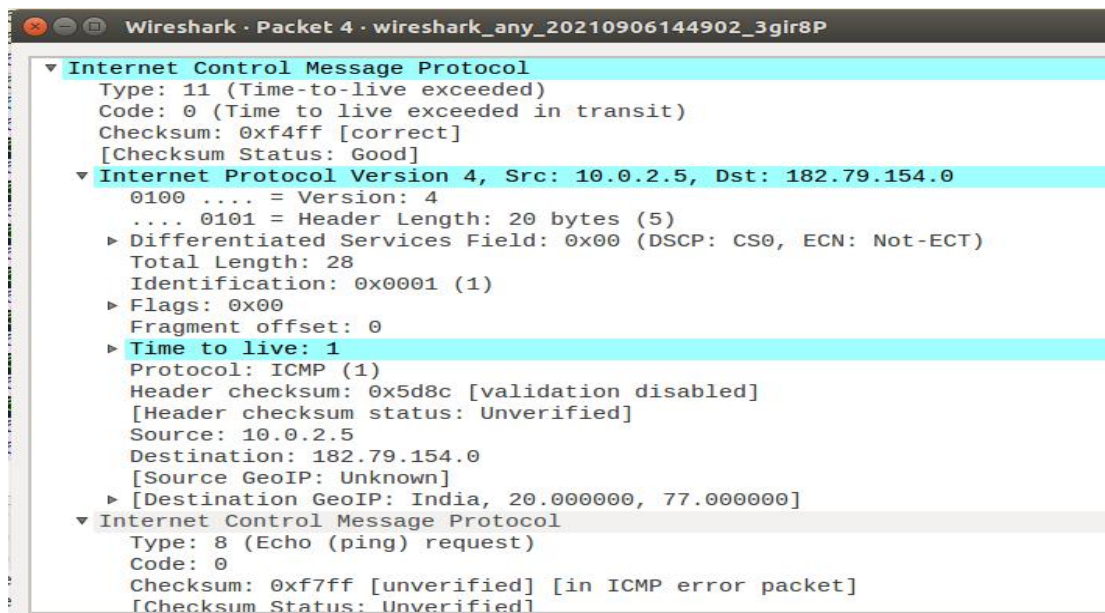 Wireshark · Packet 4 · wireshark_any_20210906144902_3gir8P
Internet Control Message Protocol
Type: 11 (Time-to-live exceeded)
Code: 0 (Time to live exceeded in transit)
Checksum: 0xf4ff [correct]
[Checksum Status: Good]
Internet Protocol Version 4, Src: 10.0.2.5, Dst: 182.79.154.0
0100 .... = Version: 4
.... 0101 = Header Length: 20 bytes (5)
Differentiated Services Field: 0x00 (DSCP: CS0, ECN: Not-ECT)
Total Length: 28
Identification: 0x0001 (1)
Flags: 0x00
Fragment offset: 0
Time to live: 1
Protocol: ICMP (1)
Header checksum: 0x5d8c [validation disabled]
[Header checksum status: Unverified]
Source: 10.0.2.5
Destination: 182.79.154.0
[Source GeoIP: Unknown]
[Destination GeoIP: India, 20.000000, 77.000000]
Internet Control Message Protocol
Type: 8 (Echo (ping) request)
Code: 0
Checksum: 0xf7ff [unverified] [in ICMP error packet]
[Checksum Status: Unverified]